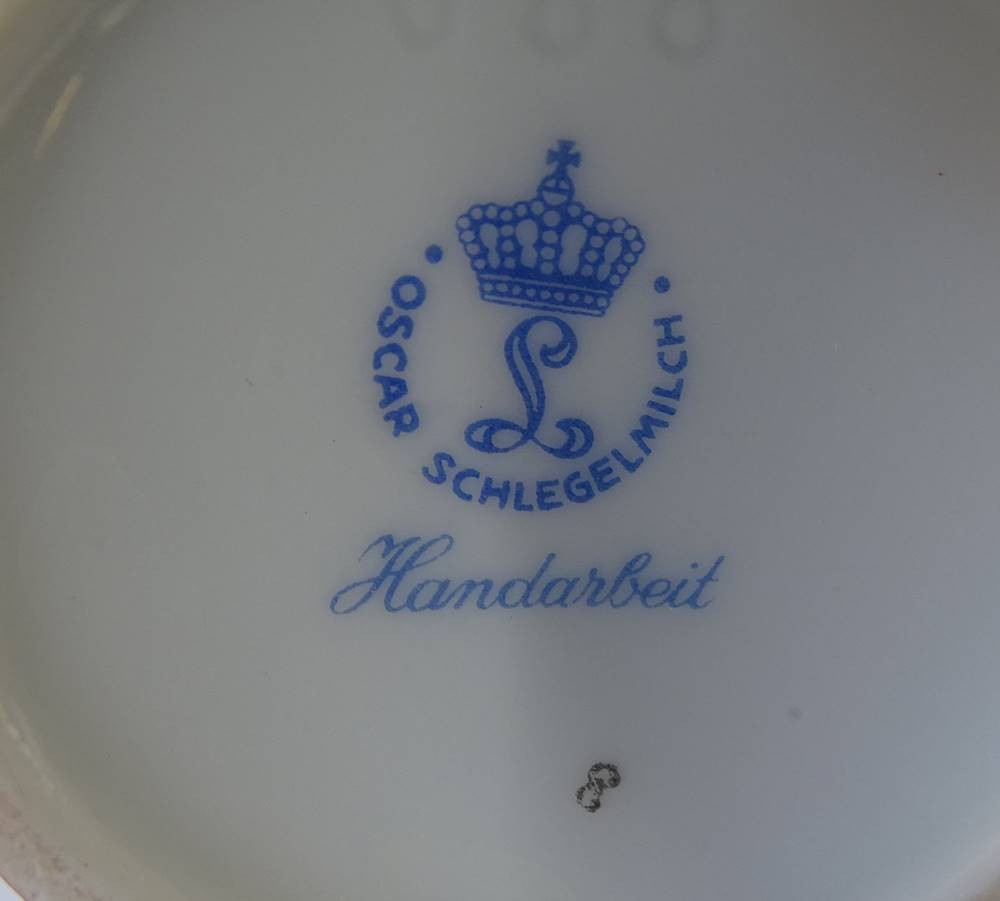 L
OSCAR SCHLEGELMILCH
Handarbeit
8